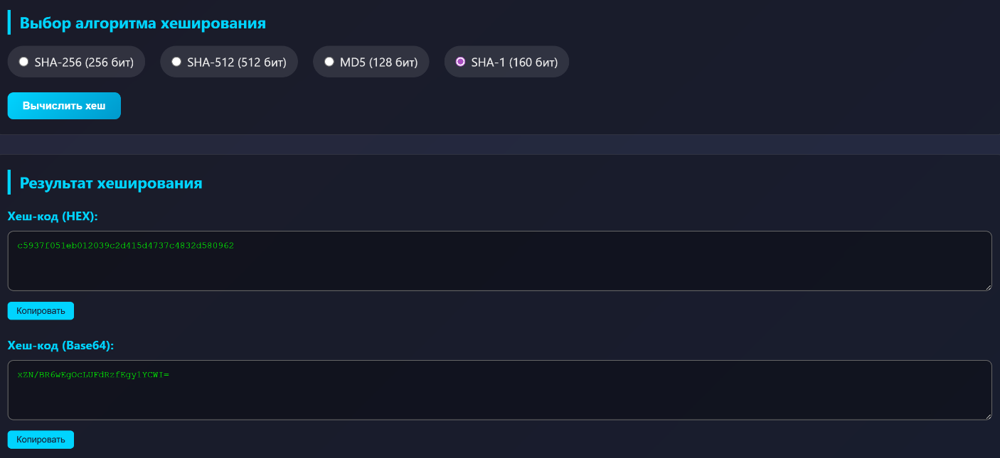 Выбор алгоритма хеширования
SHA-256 (256 бит) SHA-512 (512 бит) MD5 (128 бит) SHA-1 (160 бит)
Вычислить хеш
Результат хеширования
Хеш-код (HEX):
c5937f051eb012039c2d415d4737c4832d580962
Копировать
Хеш-код (Base64):
xZN/BR6wEgOcLUFdRzfEgy1YCWI=
Копировать